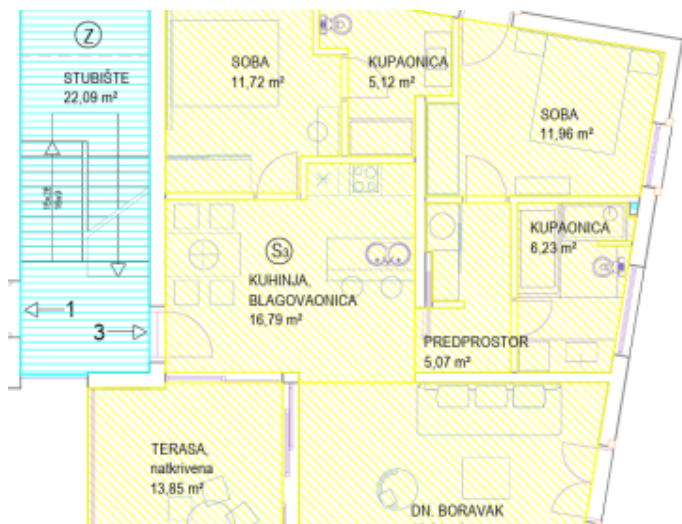 Z
STUBIŠTE
22,09 m²
SOBA
11,72 m²
KUPAONICA
5,12 m²
SOBA
11,96 m²
S3
KUHINJA,
BLAGOVAONICA
16,79 m²
KUPAONICA
6,23 m²
1
3
PREDPROSTOR
5,07 m²
TERASA,
natkrivena
13,85 m²
DN. BORAVAK